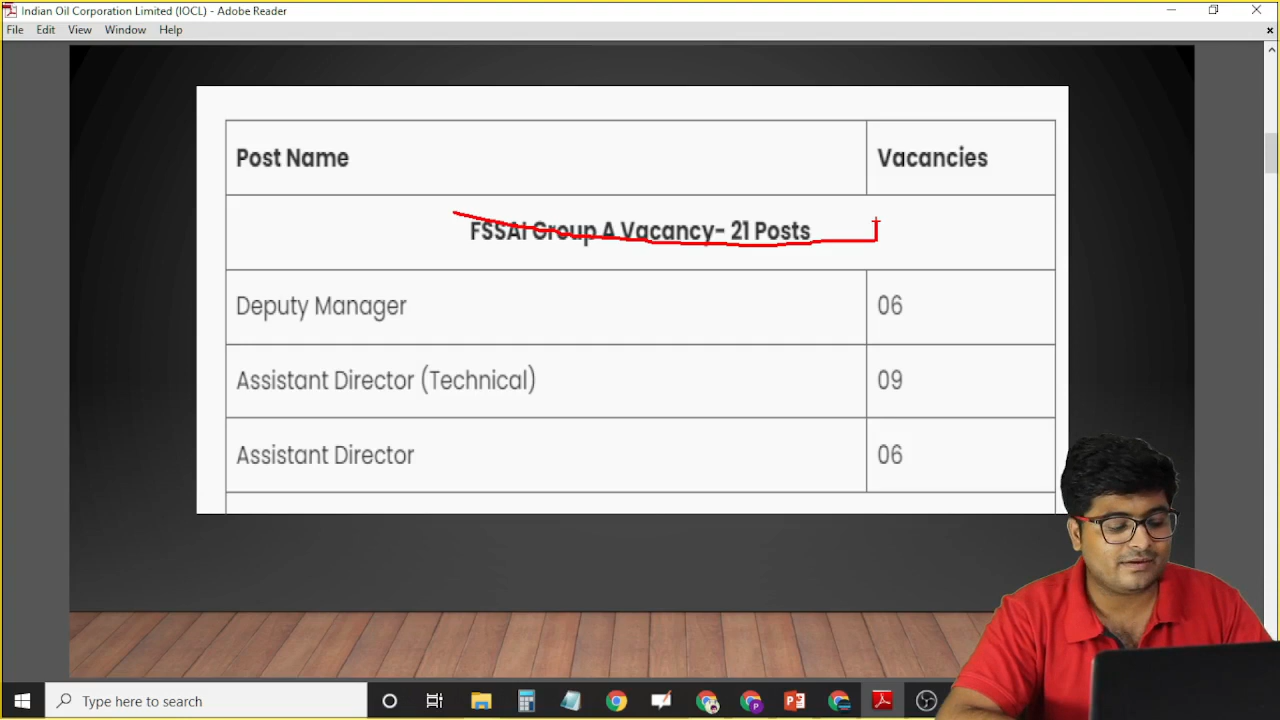 Indian Oil Corporation Limited (IOCL) - Adobe Reader
File Edit View Window Help
Post Name Vacancies
FSSAI Group A Vacancy- 21 Posts
Deputy Manager 06
Assistant Director (Technical) 09
Assistant Director 06
Type here to search